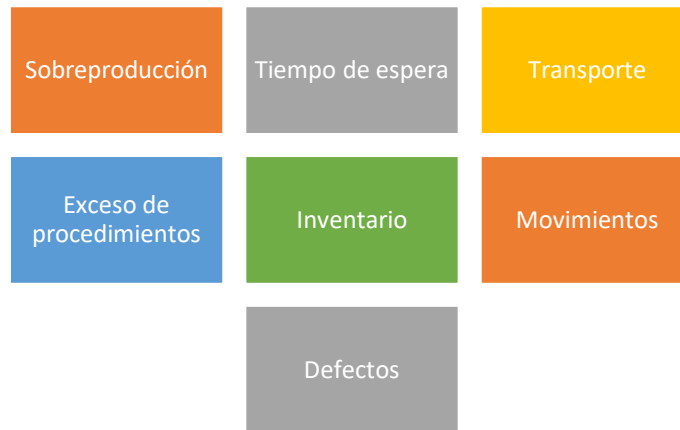 Sobreproducción
Tiempo de espera
Transporte
Exceso de
procedimientos
Inventario
Movimientos
Defectos